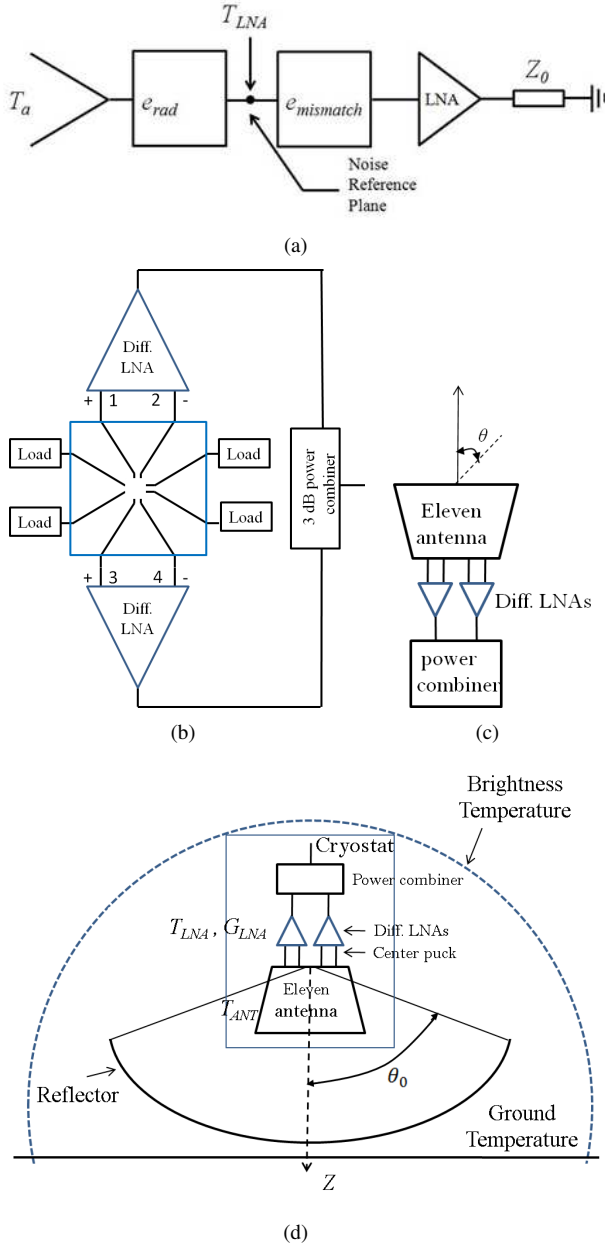 T_LNA
T_a
e_rad
e_mismatch
LNA
Z_0
Noise
Reference
Plane
(a)
Diff.
LNA
+ 1 2 -
Load
Load
Load
Load
3 4
+ -
Diff.
LNA
3 dB power
combiner
(b)
θ
Eleven
antenna
Diff. LNAs
power
combiner
(c)
Brightness
Temperature
Cryostat
Power combiner
T_LNA , G_LNA
Diff. LNAs
Center puck
Eleven
antenna
T_ANT
θ_0
Reflector
Ground
Temperature
Z
(d)